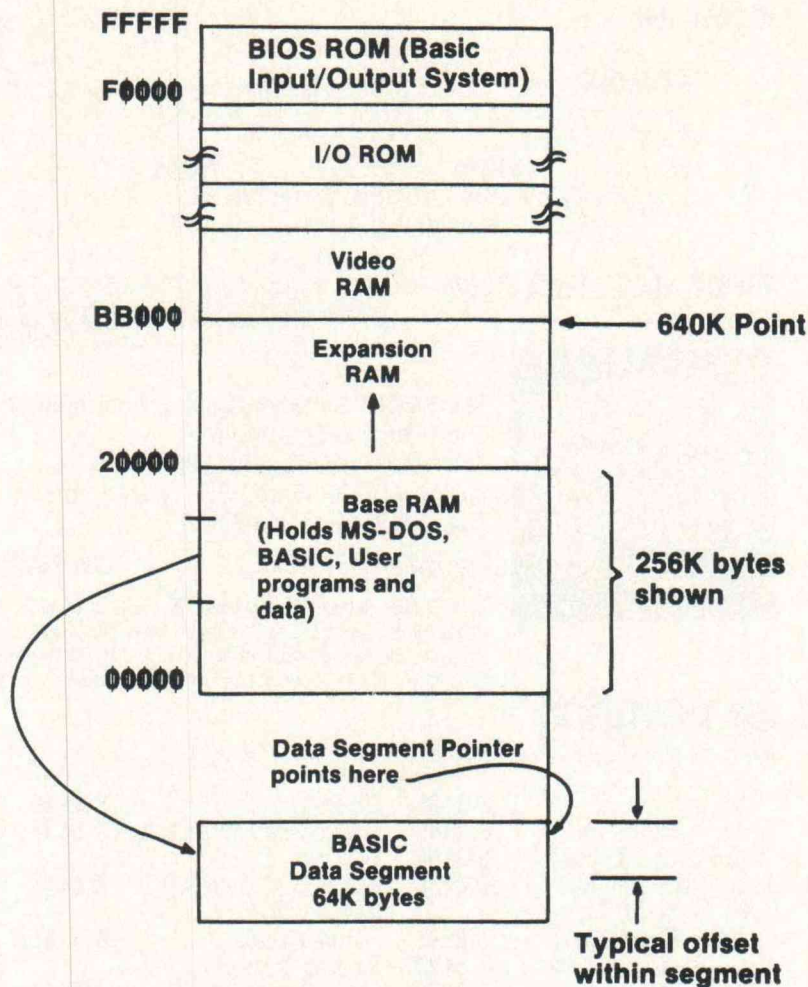 FFFFF
BIOS ROM (Basic
Input/Output System)
F0000
I/O ROM
Video
RAM
BB000
640K Point
Expansion
RAM
20000
Base RAM
(Holds MS-DOS,
BASIC, User
programs and
data)
256K bytes
shown
00000
Data Segment Pointer
points here
BASIC
Data Segment
64K bytes
Typical offset
within segment